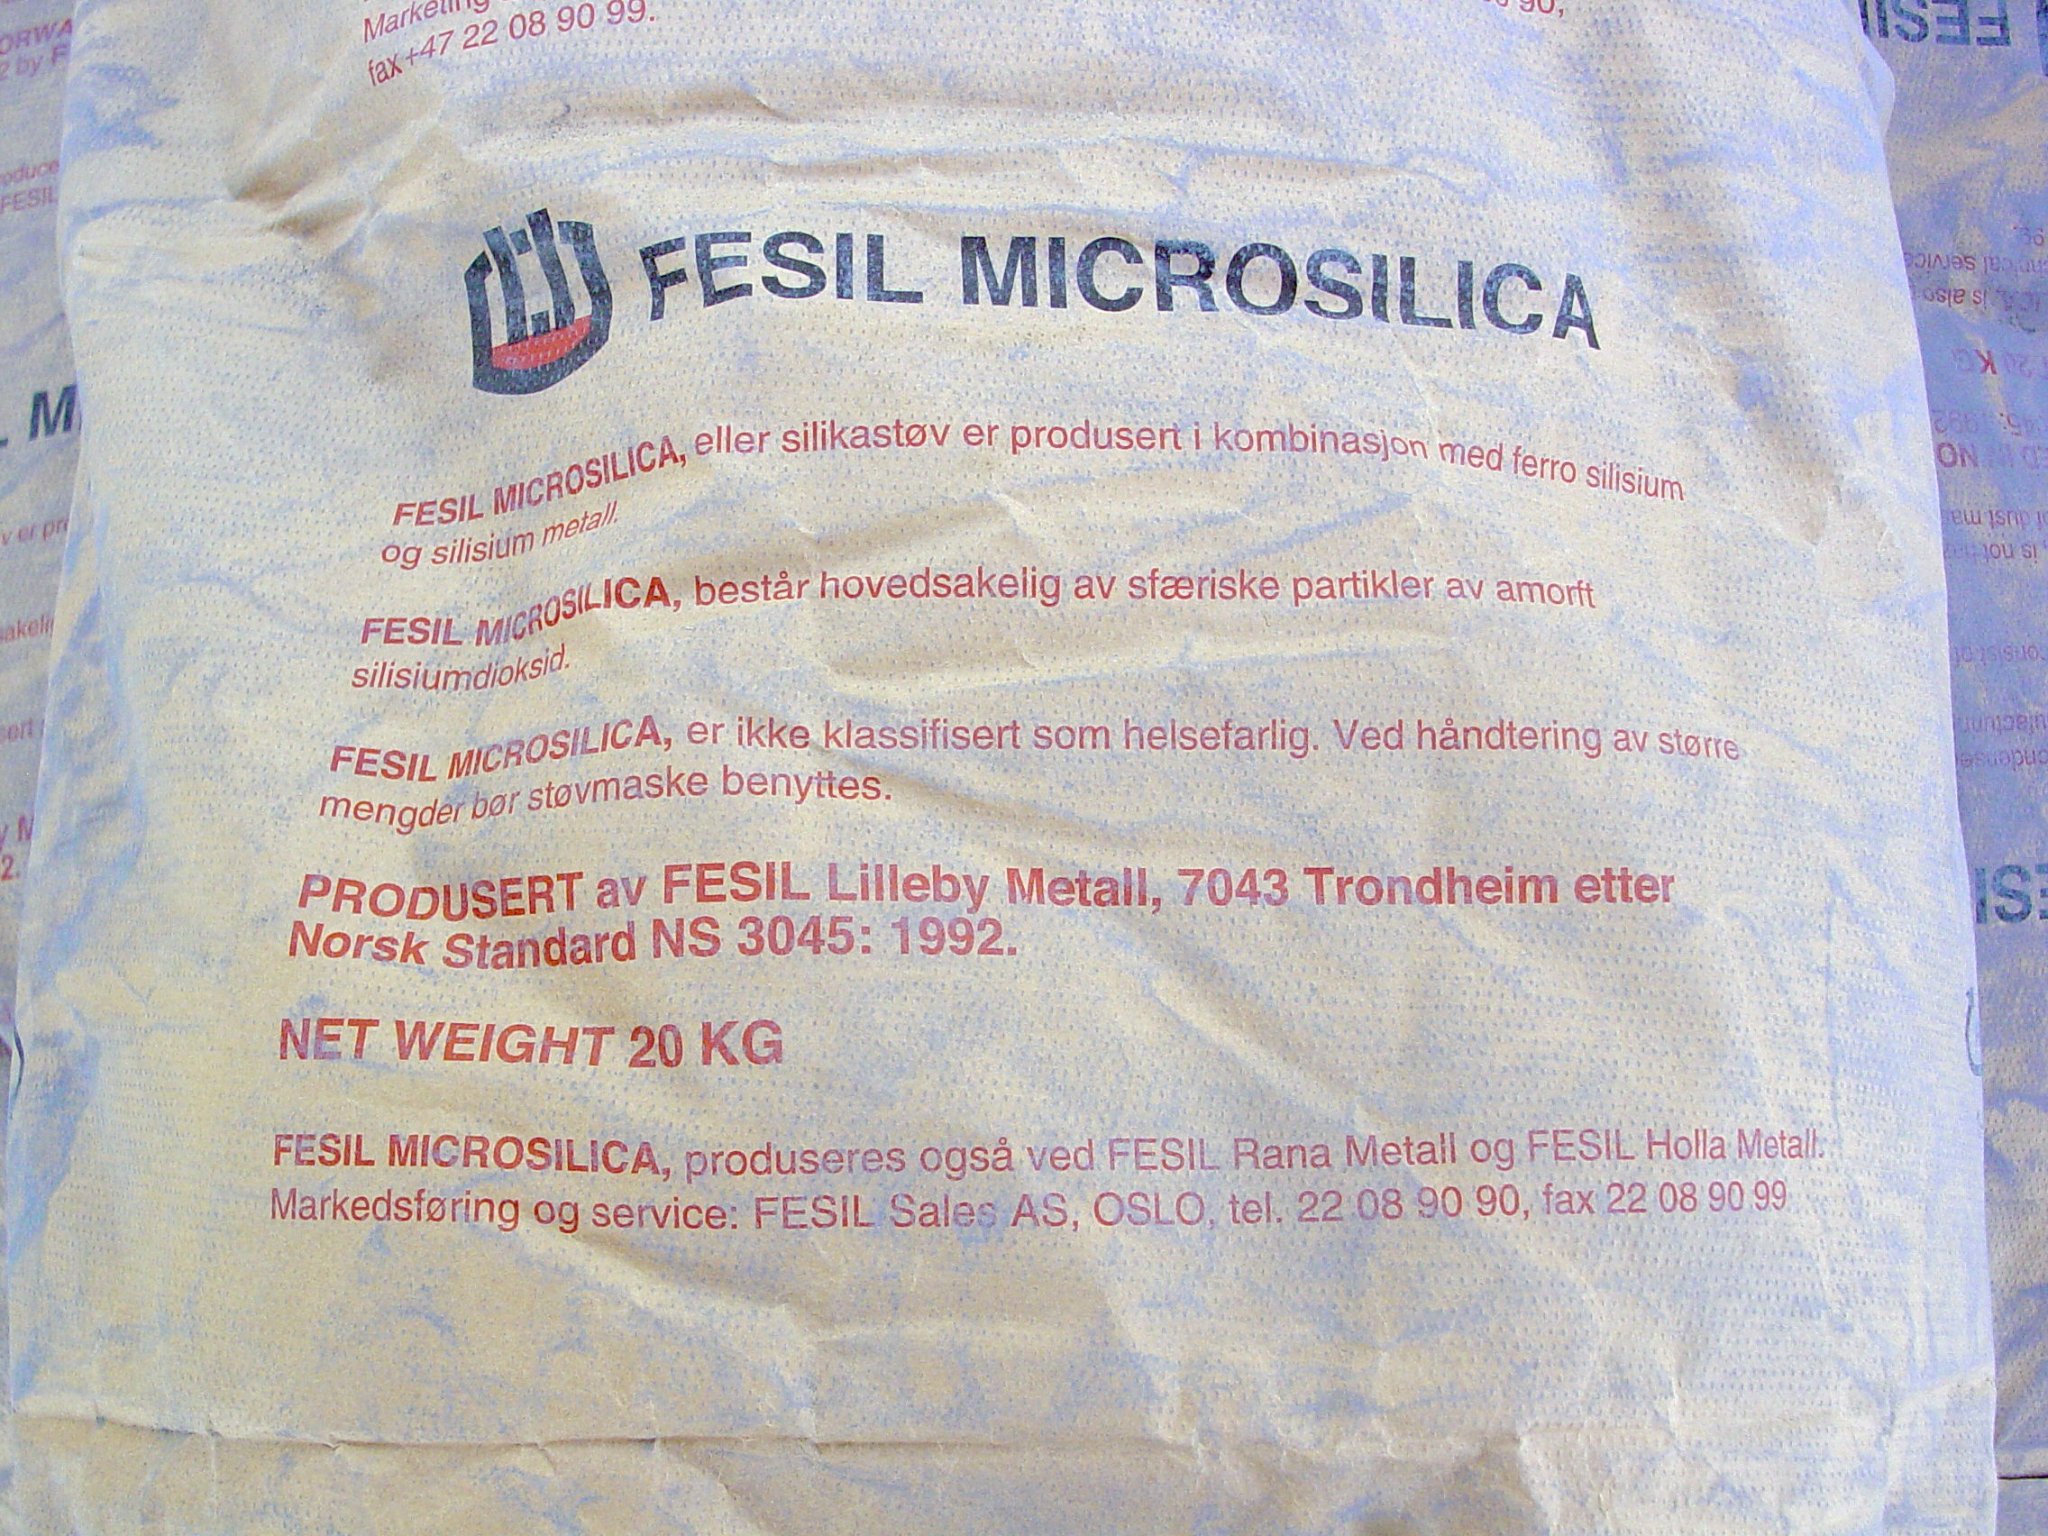 Marketing
fax +47 22 08 90 99.
FESIL MICROSILICA
FESIL MICROSILICA, eller silikastøv er produsert i kombinasjon med ferro silisium
og silisium metall.
FESIL MICROSILICA, består hovedsakelig av sfæriske partikler av amorft
silisiumdioksid.
FESIL MICROSILICA, er ikke klassifisert som helsefarlig. Ved håndtering av større
mengder bør støvmaske benyttes.
PRODUSERT av FESIL Lilleby Metall, 7043 Trondheim etter
Norsk Standard NS 3045: 1992.
NET WEIGHT 20 KG
FESIL MICROSILICA, produseres også ved FESIL Rana Metall og FESIL Holla Metall.
Markedsføring og service: FESIL Sales AS, OSLO, tel. 22 08 90 90, fax 22 08 90 99
FESIL